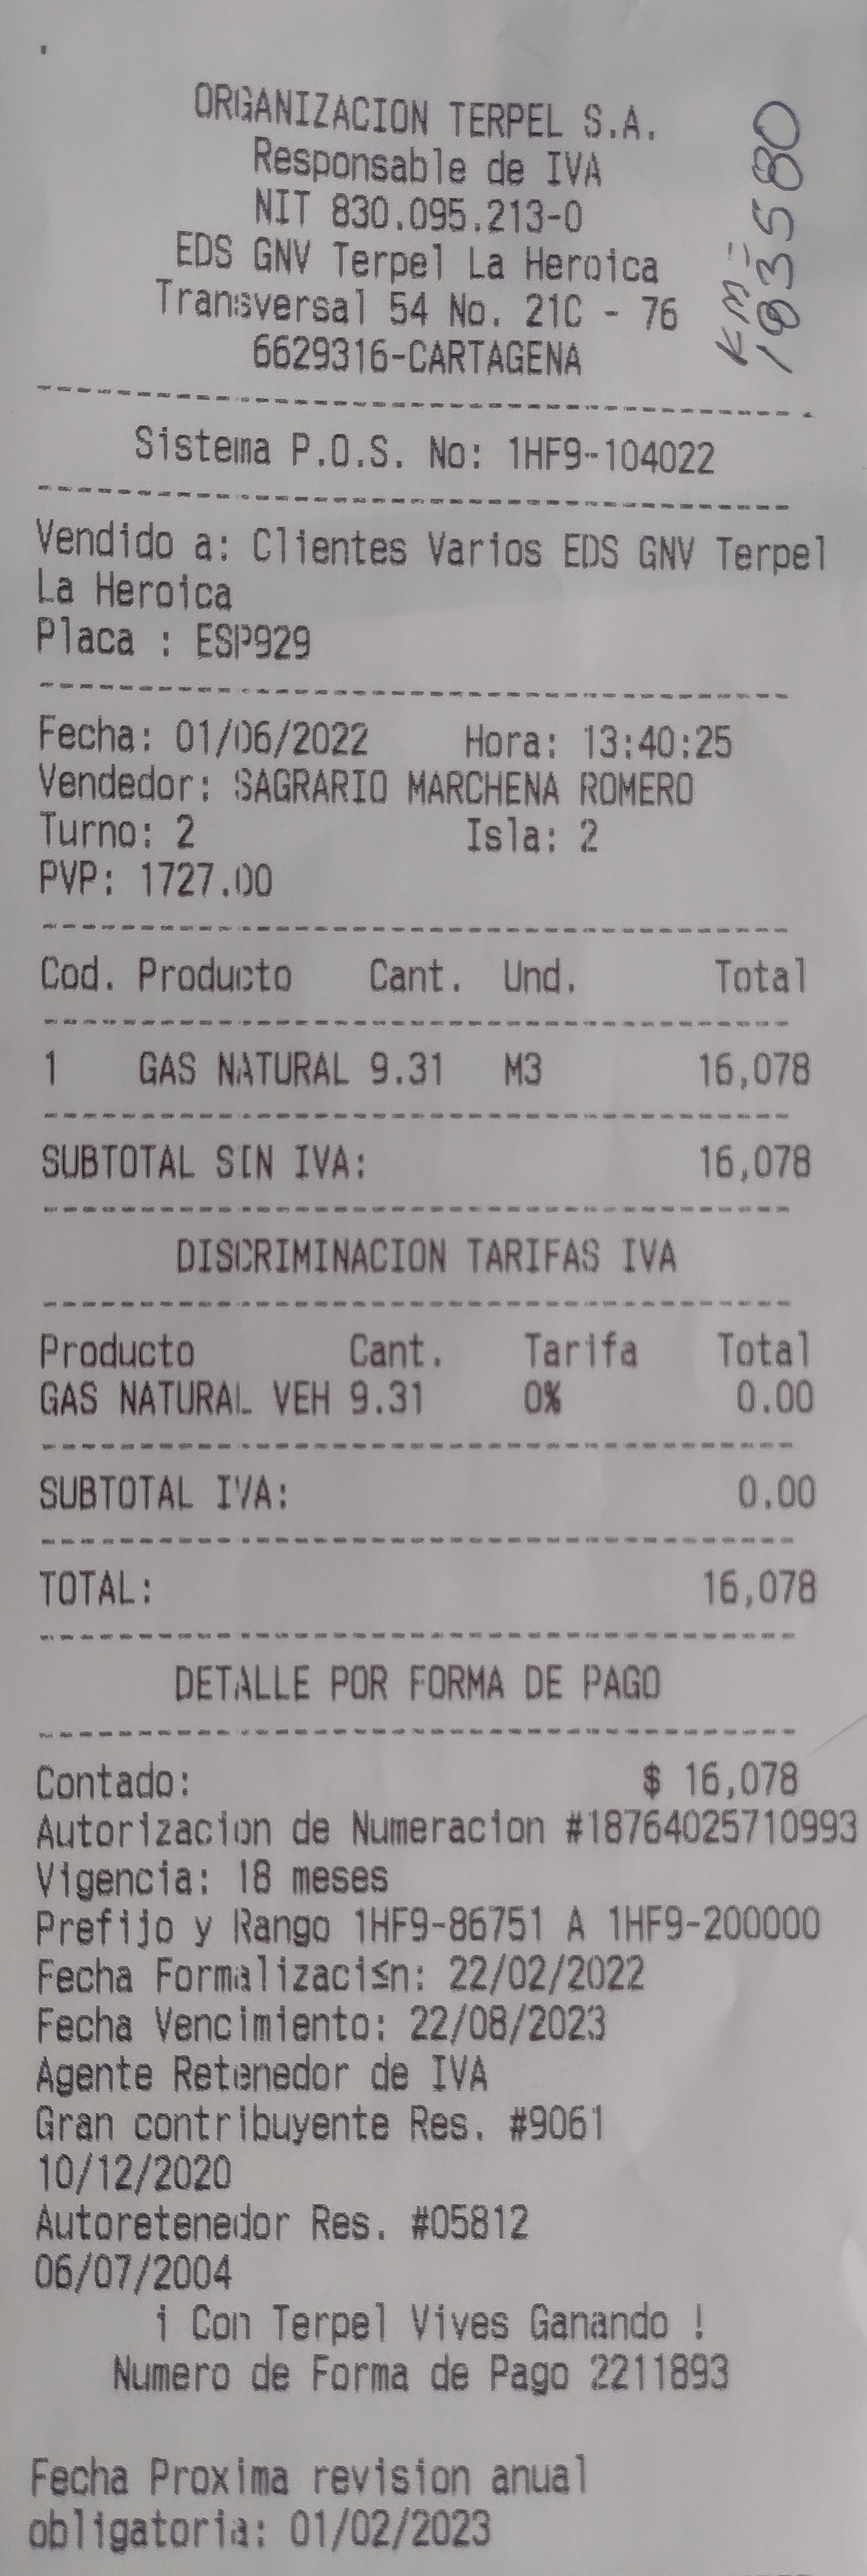 ORGANIZACION TERPEL S.A.
Responsable de IVA
NIT 830.095.213-0
EDS GNV Terpel La Heroica
Transversal 54 No. 21C - 76
6629316-CARTAGENA
KM=
183580
Sistema P.O.S. No: 1HF9-104022
Vendido a: Clientes Varios EDS GNV Terpel
La Heroica
Placa : ESP929
Fecha: 01/06/2022 Hora: 13:40:25
Vendedor: SAGRARIO MARCHENA ROMERO
Turno: 2 Isla: 2
PVP: 1727.00
Cod. Producto Cant. Und. Total
1 GAS NATURAL 9.31 M3 16,078
SUBTOTAL SIN IVA: 16,078
DISCRIMINACION TARIFAS IVA
Producto Cant. Tarifa Total
GAS NATURAL VEH 9.31 0% 0.00
SUBTOTAL IVA: 0.00
TOTAL: 16,078
DETALLE POR FORMA DE PAGO
Contado: $ 16,078
Autorizacion de Numeracion #18764025710993
Vigencia: 18 meses
Prefijo y Rango 1HF9-86751 A 1HF9-200000
Fecha Formalizaci≤n: 22/02/2022
Fecha Vencimiento: 22/08/2023
Agente Retenedor de IVA
Gran contribuyente Res. #9061
10/12/2020
Autoretenedor Res. #05812
06/07/2004
¡ Con Terpel Vives Ganando !
Numero de Forma de Pago 2211893
Fecha Proxima revision anual
obligatoria: 01/02/2023